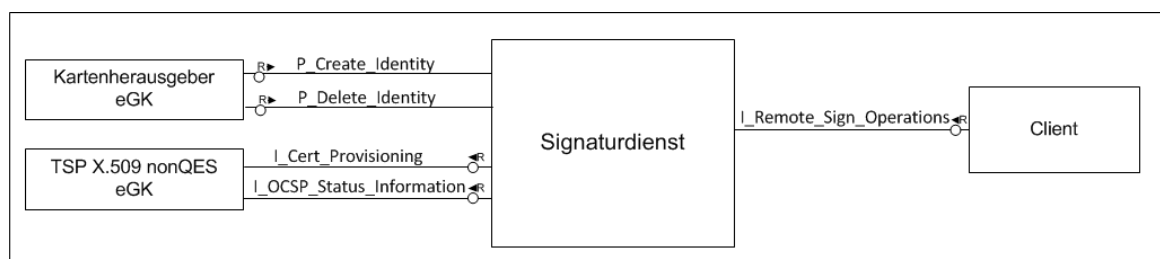 Kartenherausgeber
eGK
R▶ P_Create_Identity
R▶ P_Delete_Identity
TSP X.509 nonQES
eGK
I_Cert_Provisioning ◀R
I_OCSP_Status_Information ◀R
Signaturdienst
I_Remote_Sign_Operations ◀R
Client